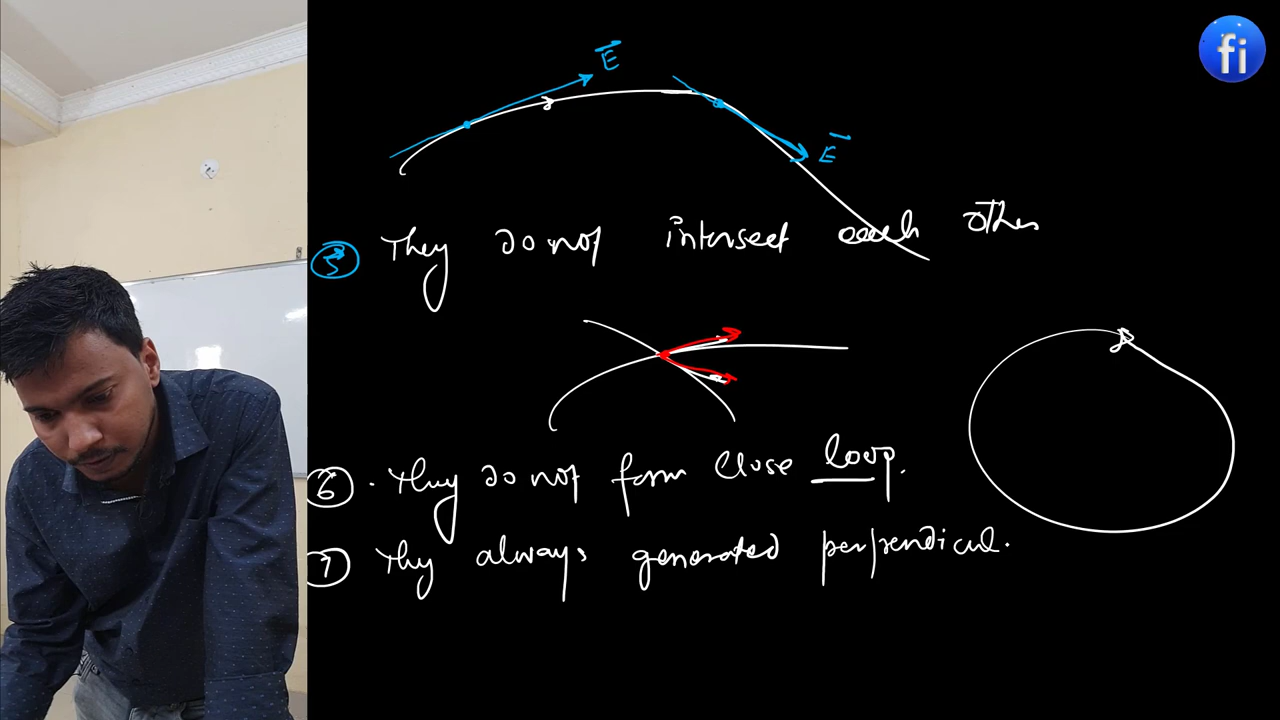 fi
E
E
5 They do not intersect each other
6. They do not form close loop.
7 They always generated perpendicul.